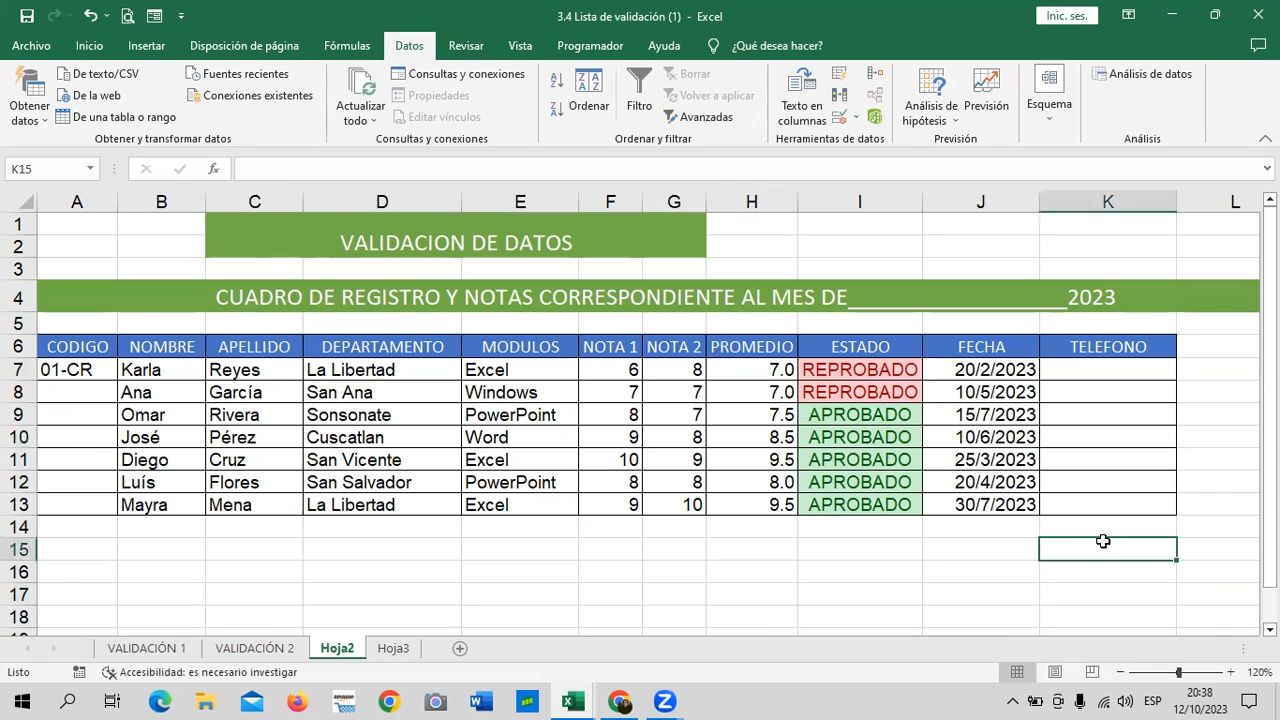 3.4 Lista de validación (1) - Excel
Inic. ses.
Archivo Inicio Insertar Disposición de página Fórmulas Datos Revisar Vista Programador Ayuda ¿Qué desea hacer?
Obtener datos
De texto/CSV
De la web
De una tabla o rango
Fuentes recientes
Conexiones existentes
Obtener y transformar datos
Actualizar todo
Consultas y conexiones
Propiedades
Editar vínculos
Consultas y conexiones
Ordenar
Filtro
Borrar
Volver a aplicar
Avanzadas
Ordenar y filtrar
Texto en columnas
Herramientas de datos
Análisis de hipótesis
Previsión
Previsión
Esquema
Análisis de datos
Análisis
K15
fx
A B C D E F G H I J K L
1
2 VALIDACION DE DATOS
3
4 CUADRO DE REGISTRO Y NOTAS CORRESPONDIENTE AL MES DE____________________2023
5
6 CODIGO NOMBRE APELLIDO DEPARTAMENTO MODULOS NOTA 1 NOTA 2 PROMEDIO ESTADO FECHA TELEFONO
7 01-CR Karla Reyes La Libertad Excel 6 8 7.0 REPROBADO 20/2/2023
8 Ana García San Ana Windows 7 7 7.0 REPROBADO 10/5/2023
9 Omar Rivera Sonsonate PowerPoint 8 7 7.5 APROBADO 15/7/2023
10 José Pérez Cuscatlan Word 9 8 8.5 APROBADO 10/6/2023
11 Diego Cruz San Vicente Excel 10 9 9.5 APROBADO 25/3/2023
12 Luís Flores San Salvador PowerPoint 8 8 8.0 APROBADO 20/4/2023
13 Mayra Mena La Libertad Excel 9 10 9.5 APROBADO 30/7/2023
14
15
16
17
18
VALIDACIÓN 1 VALIDACIÓN 2 Hoja2 Hoja3
Listo Accesibilidad: es necesario investigar 120%
ESP
20:38
12/10/2023